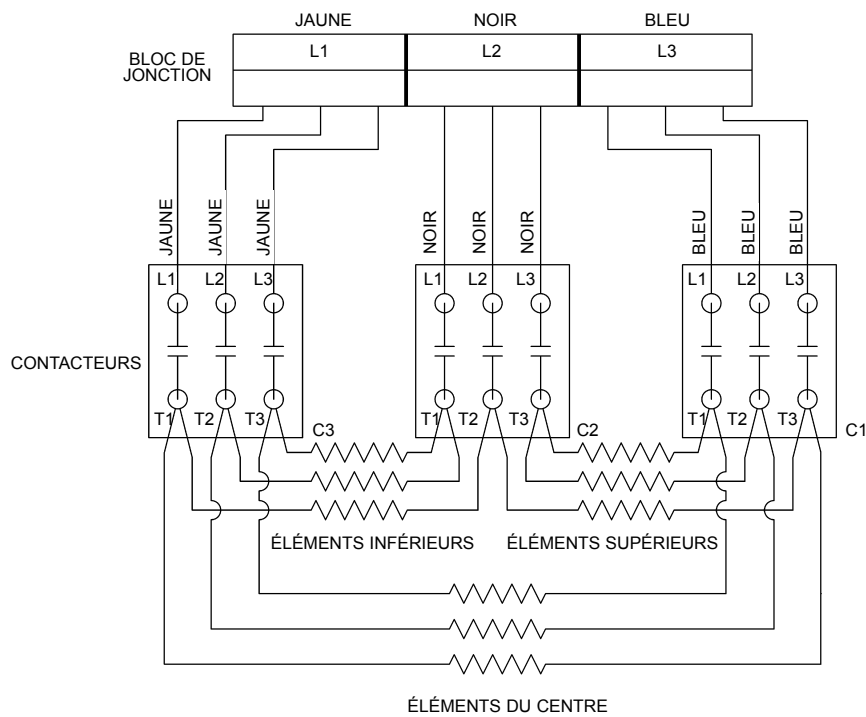 JAUNE NOIR BLEU
BLOC DE
JONCTION
L1 L2 L3
JAUNE JAUNE JAUNE NOIR NOIR NOIR BLEU BLEU BLEU
L1 L2 L3 L1 L2 L3 L1 L2 L3
CONTACTEURS
T1 T2 T3 T1 T2 T3 T1 T2 T3
C3 C2 C1
ÉLÉMENTS INFÉRIEURS ÉLÉMENTS SUPÉRIEURS
ÉLÉMENTS DU CENTRE